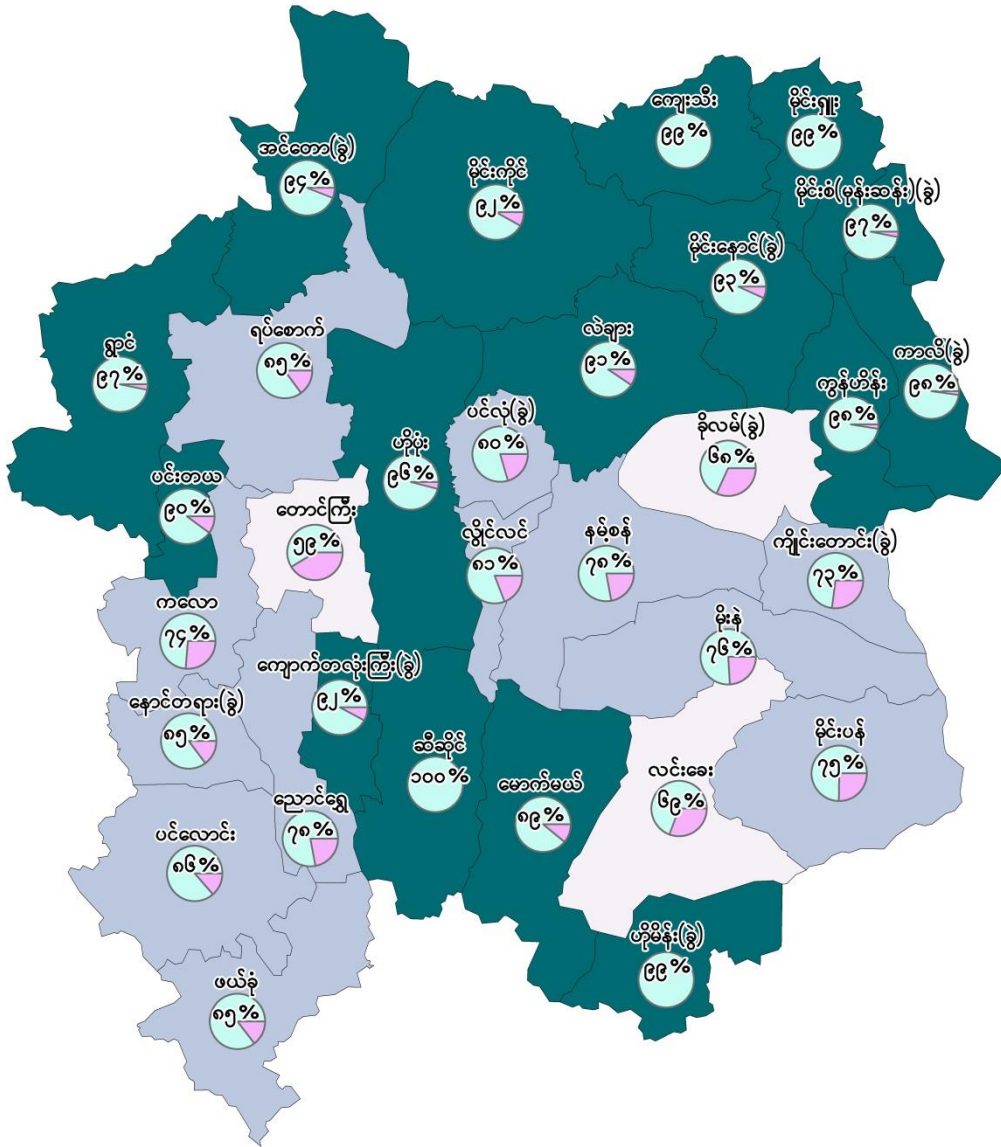 ကျေးသီး
၉၉%
မိုင်းရှူး
၉၉%
အင်တော(ခွဲ)
၉၄%
မိုင်းကိုင်
၉၂%
မိုင်းစံ(မုန်းဆန်း)(ခွဲ)
၉၇%
မိုင်းနောင်(ခွဲ)
၉၃%
ရွာငံ
၉၇%
ရပ်စောက်
၈၅%
လဲချား
၉၁%
ကာလိ(ခွဲ)
၉၈%
ကွန်ဟိန်း
၉၈%
ပင်လုံ(ခွဲ)
၈၀%
ခိုလမ်(ခွဲ)
၆၈%
ဟိုပုံး
၉၆%
ပင်းတယ
၉၀%
တောင်ကြီး
၅၉%
လွိုင်လင်
၈၁%
နမ့်စန်
၇၈%
ကျိုင်းတောင်း(ခွဲ)
၇၃%
ကလော
၇၄%
မိုးနဲ
၇၆%
ကျောက်တလုံးကြီး(ခွဲ)
၉၂%
နောင်တရား(ခွဲ)
၈၅%
ဆီဆိုင်
၁၀၀%
မိုင်းပန်
၇၅%
လင်းခေး
၆၉%
မောက်မယ်
၈၉%
ညောင်ရွှေ
၇၈%
ပင်လောင်း
၈၆%
ဟိုမိန်း(ခွဲ)
၉၉%
ဖယ်ခုံ
၈၅%